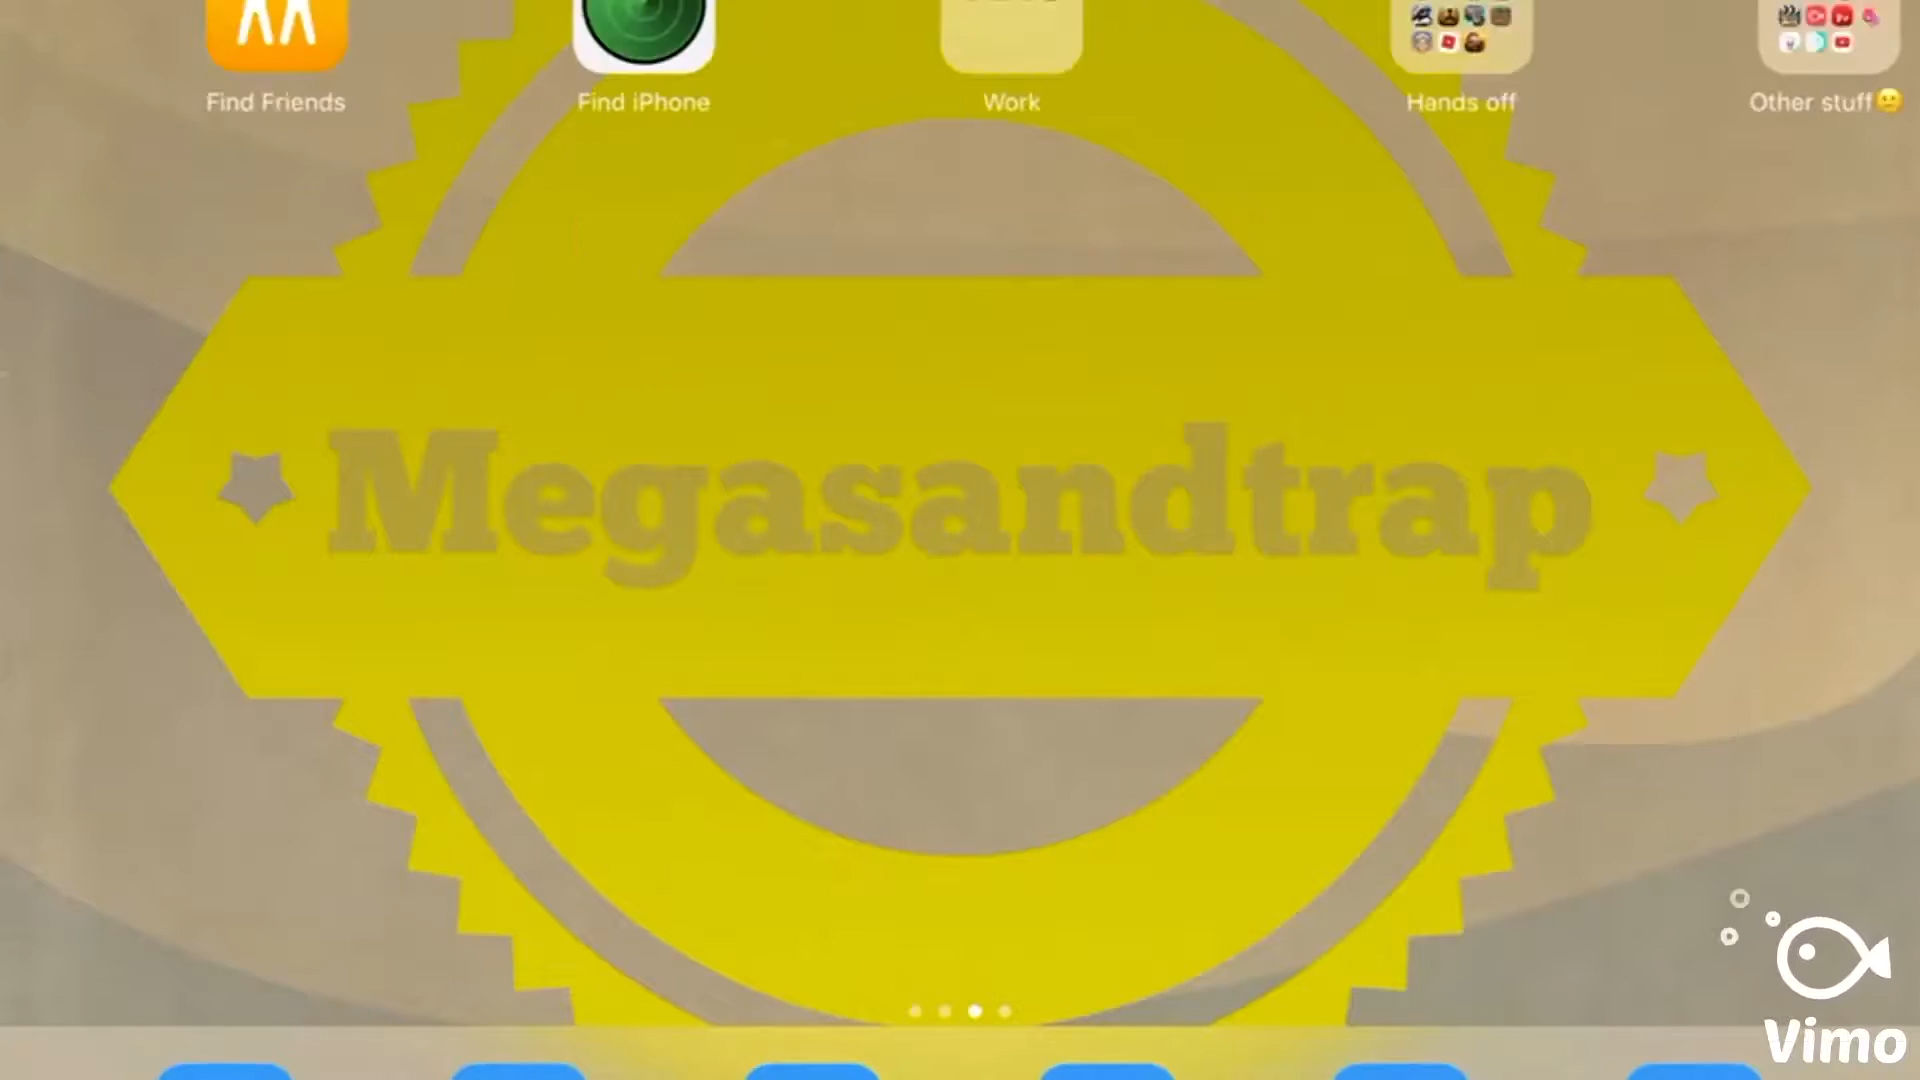 Find Friends
Find iPhone
Work
Hands off
Other stuff🙁
Megasandtrap
Vimo